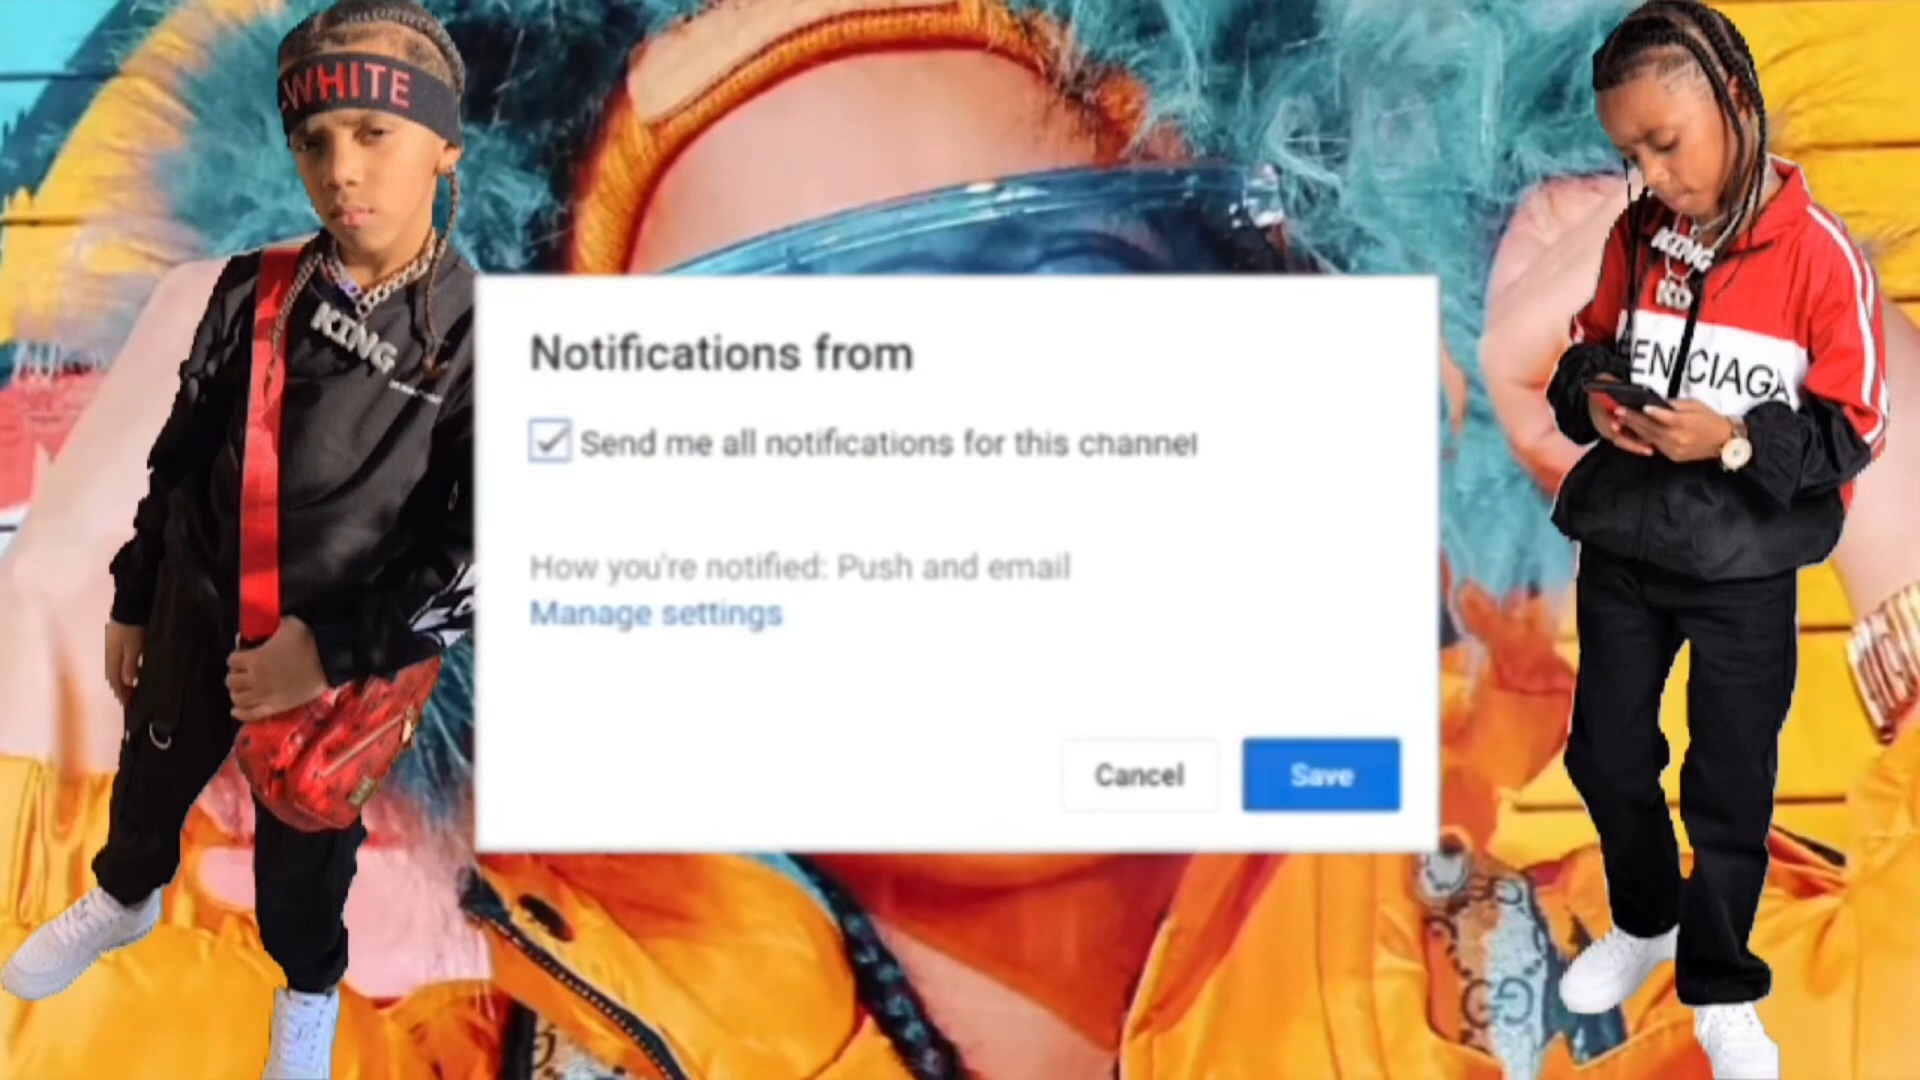 -WHITE
KING
Notifications from
Send me all notifications for this channel
How you're notified: Push and email
Manage settings
Cancel
Save
KING
KD
ENCIAGA